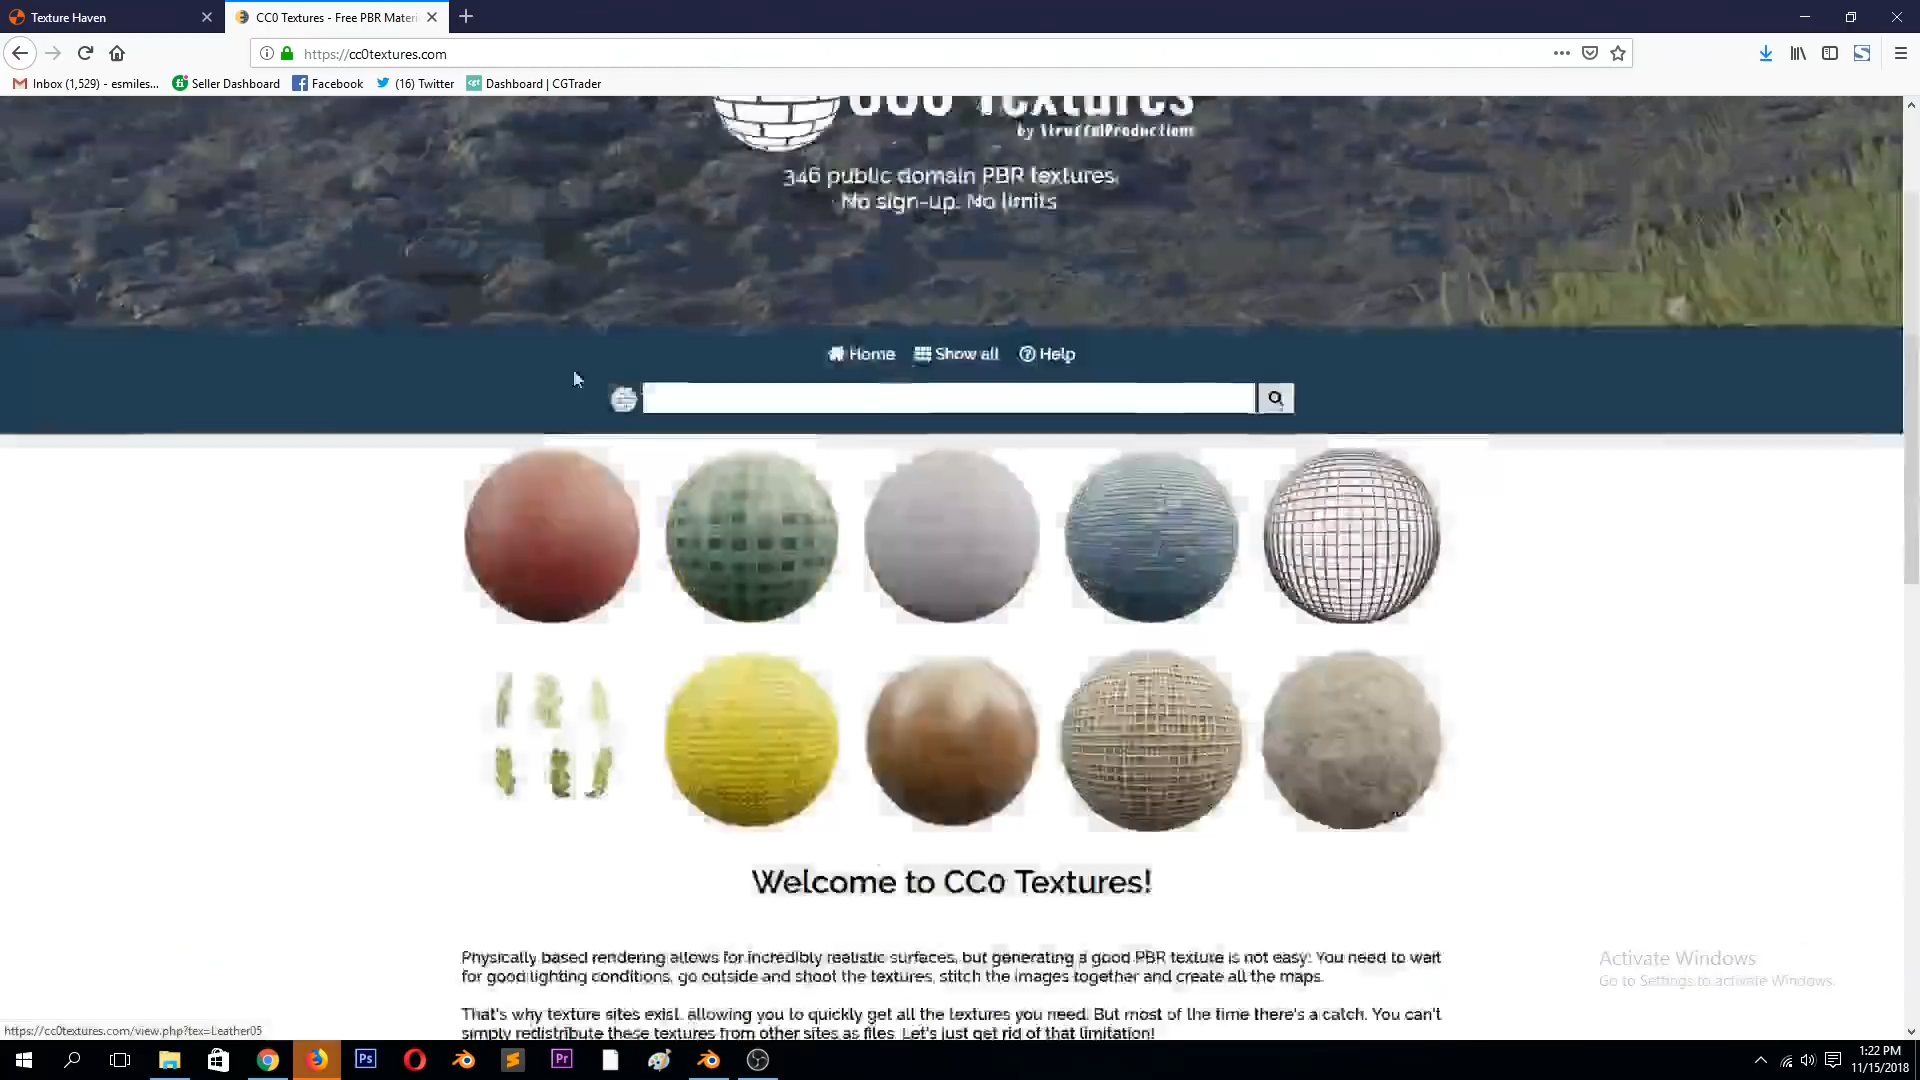 Texture Haven
CC0 Textures - Free PBR Materi
https://cc0textures.com
Inbox (1,529) - esmiles...
Seller Dashboard
Facebook
(16) Twitter
cgt
Dashboard | CGTrader
CC0 Textures
by StruffelProductions
346 public domain PBR textures.
No sign-up. No limits
Home
Show all
Help
Welcome to CC0 Textures!
Physically based rendering allows for incredibly realistic surfaces, but generating a good PBR texture is not easy. You need to wait
for good lighting conditions, go outside and shoot the textures, stitch the images together and create all the maps.
That's why texture sites exist, allowing you to quickly get all the textures you need. But most of the time there's a catch. You can't
simply redistribute these textures from other sites as files. Let's just get rid of that limitation!
Activate Windows
Go to Settings to activate Windows.
https://cc0textures.com/view.php?tex=Leather05
Ps
Pr
1:22 PM
11/15/2018